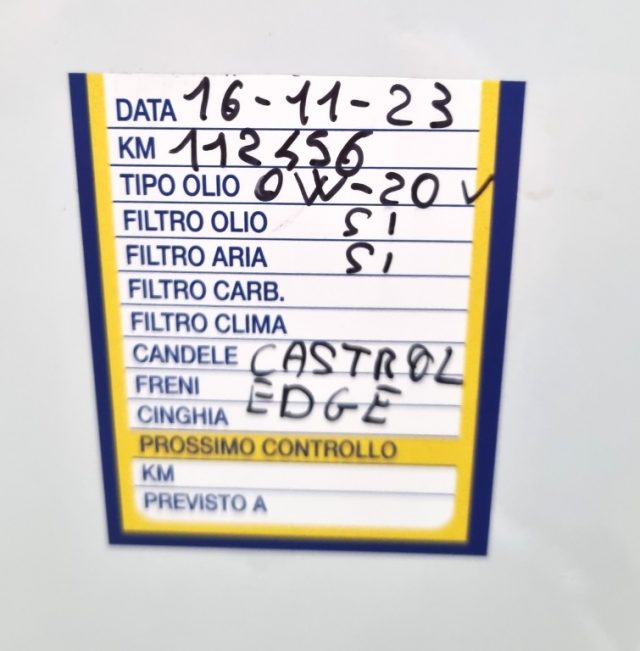 DATA 16-11-23
KM 112456
TIPO OLIO 0W-20 V
FILTRO OLIO SI
FILTRO ARIA SI
FILTRO CARB.
FILTRO CLIMA
CANDELE CASTROL
FRENI EDGE
CINGHIA
PROSSIMO CONTROLLO
KM
PREVISTO A